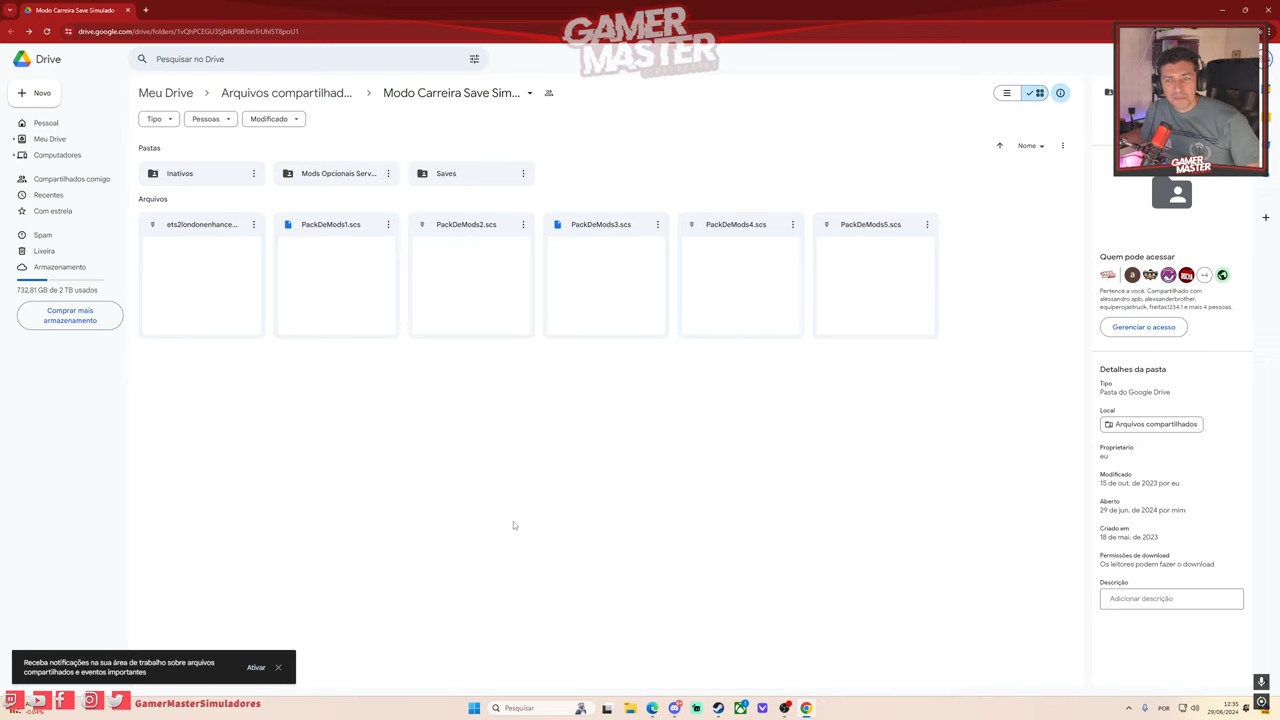 Modo Carreira Save Simulado
drive.google.com/drive/folders/1vQhPCEGU3SjblkP0BJnnTrUhl5T8poU1
GAMER
MASTER
Drive
Pesquisar no Drive
Novo
Meu Drive
Arquivos compartilhad...
Modo Carreira Save Sim...
Tipo
Pessoas
Modificado
Pessoal
Meu Drive
Computadores
Compartilhados comigo
Recentes
Com estrela
Spam
Lixeira
Armazenamento
732,81 GB de 2 TB usados
Comprar mais
armazenamento
Pastas
Nome
Inativos
Mods Opcionais Serv...
Saves
Arquivos
ets2londonenhance...
PackDeMods1.scs
PackDeMods2.scs
PackDeMods3.scs
PackDeMods4.scs
PackDeMods5.scs
GAMER
MASTER
Quem pode acessar
a
+4
Pertence a você. Compartilhado com
alessandro.apb, alexsanderbrother,
equiperojastruck, freitas1234.1 e mais 4 pessoas.
Gerenciar o acesso
Detalhes da pasta
Tipo
Pasta do Google Drive
Local
Arquivos compartilhados
Proprietário
eu
Modificado
15 de out. de 2023 por eu
Aberto
29 de jun. de 2024 por mim
Criado em
18 de mai. de 2023
Permissões de download
Os leitores podem fazer o download
Descrição
Adicionar descrição
Receba notificações na sua área de trabalho sobre arquivos
compartilhados e eventos importantes
Ativar
GamerMasterSimuladores
-0.04%
Pesquisar
POR
12:35
29/06/2024